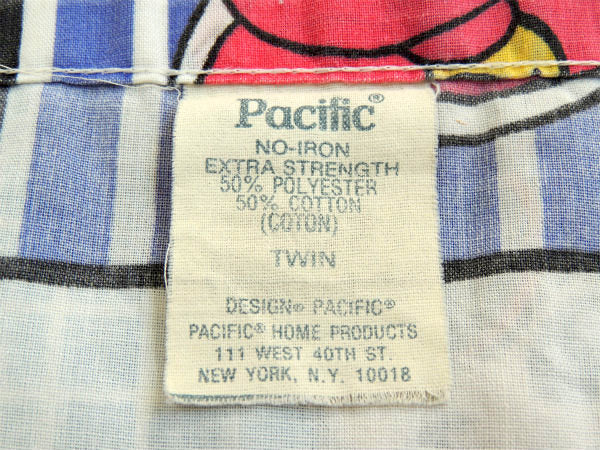 Pacific®
NO-IRON
EXTRA STRENGTH
50% POLYESTER
50% COTTON
(COTON)
TWIN
DESIGN© PACIFIC®
PACIFIC® HOME PRODUCTS
111 WEST 40TH ST.
NEW YORK, N.Y. 10018